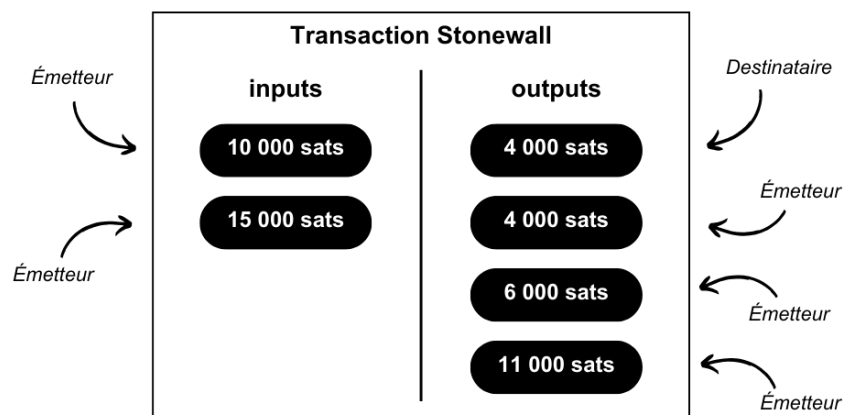 Transaction Stonewall
Émetteur
inputs
outputs
Destinataire
10 000 sats
4 000 sats
15 000 sats
4 000 sats
Émetteur
Émetteur
6 000 sats
Émetteur
11 000 sats
Émetteur